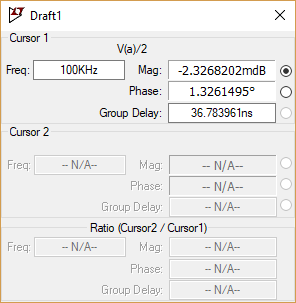 Draft1
Cursor 1
V(a)/2
Freq: 100KHz Mag: -2.3268202mdB
Phase: 1.3261495°
Group Delay: 36.783961ns
Cursor 2
Freq: -- N/A-- Mag: -- N/A--
Phase: -- N/A--
Group Delay: -- N/A--
Ratio (Cursor2 / Cursor1)
Freq: -- N/A-- Mag: -- N/A--
Phase: -- N/A--
Group Delay: -- N/A--